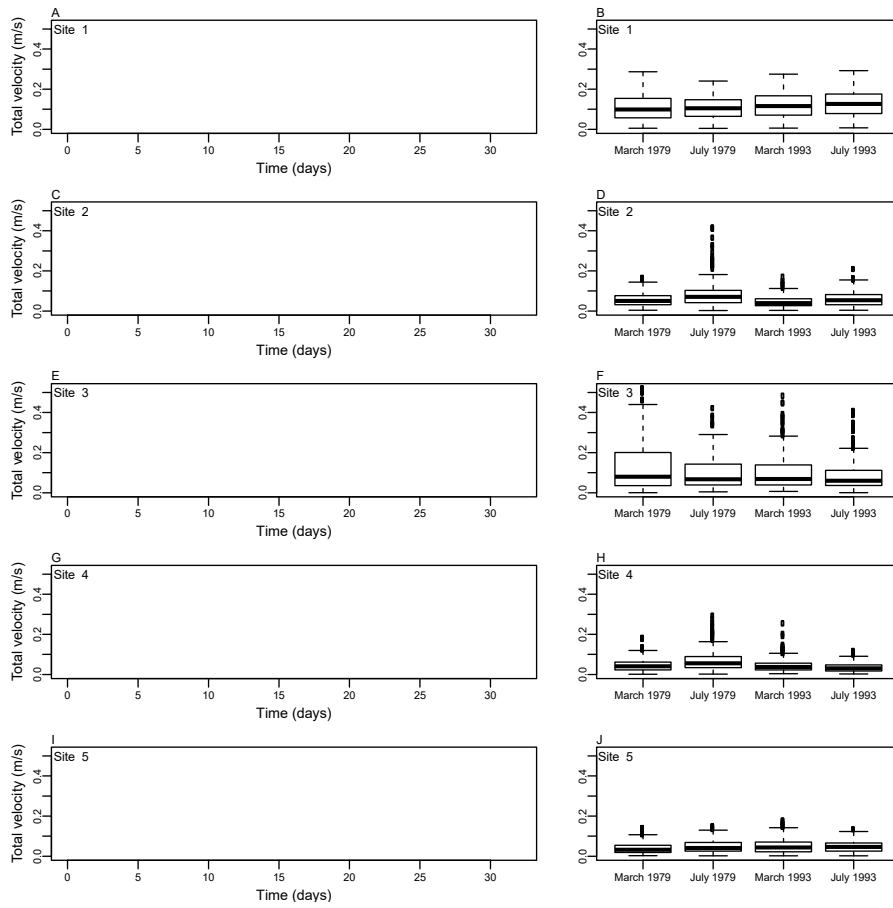 A
Site 1
Total velocity (m/s)
0.0 0.2 0.4
0 5 10 15 20 25 30
Time (days)
B
Site 1
March 1979 July 1979 March 1993 July 1993
0.0 0.2 0.4
C
Site 2
Total velocity (m/s)
0.0 0.2 0.4
0 5 10 15 20 25 30
Time (days)
D
Site 2
0.0 0.2 0.4
March 1979 July 1979 March 1993 July 1993
E
Site 3
Total velocity (m/s)
0.0 0.2 0.4
0 5 10 15 20 25 30
Time (days)
F
Site 3
0.0 0.2 0.4
March 1979 July 1979 March 1993 July 1993
G
Site 4
Total velocity (m/s)
0.0 0.2 0.4
0 5 10 15 20 25 30
Time (days)
H
Site 4
0.0 0.2 0.4
March 1979 July 1979 March 1993 July 1993
I
Site 5
Total velocity (m/s)
0.0 0.2 0.4
0 5 10 15 20 25 30
Time (days)
J
Site 5
0.0 0.2 0.4
March 1979 July 1979 March 1993 July 1993